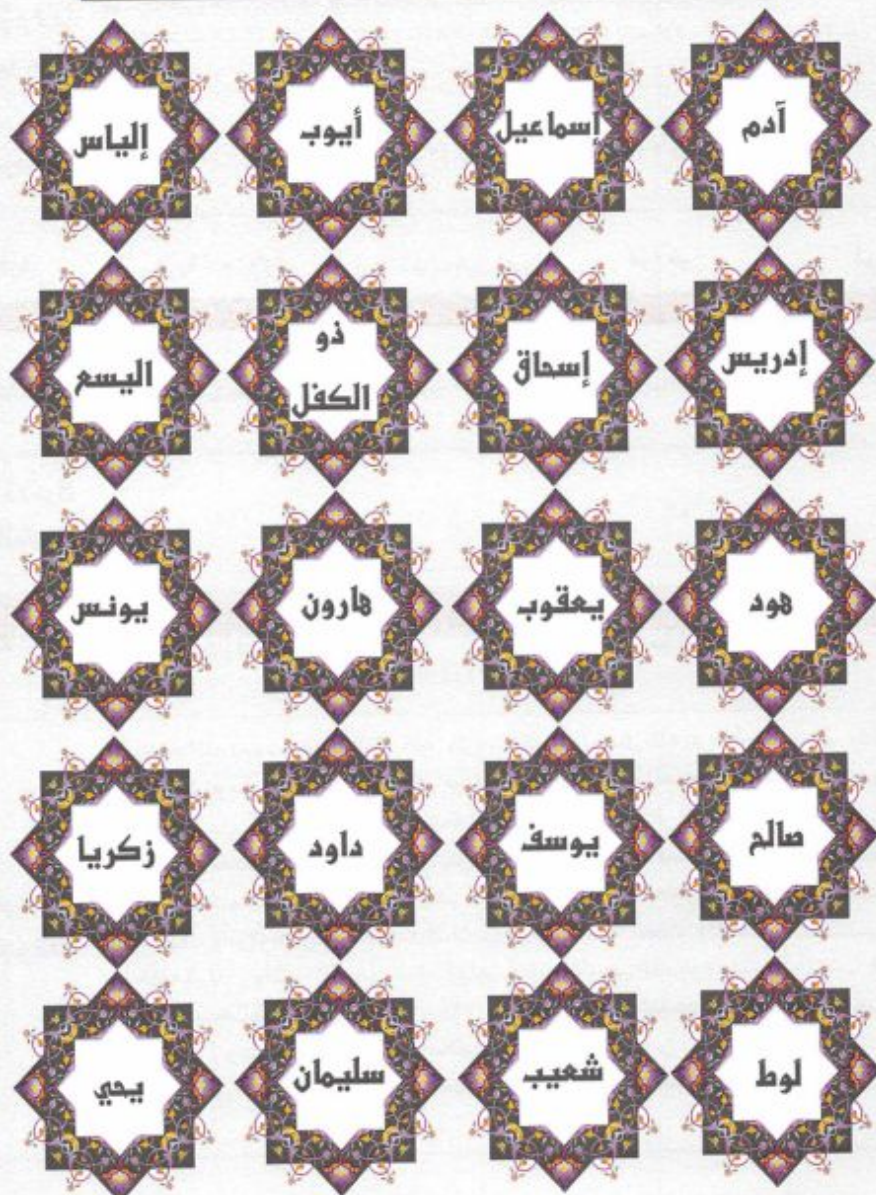 آدم
إسماعيل
أيوب
إلياس
إدريس
إسحاق
ذو
الكفل
اليسع
هود
يعقوب
هارون
يونس
صالح
يوسف
داود
زكريا
لوط
شعيب
سليمان
يحي